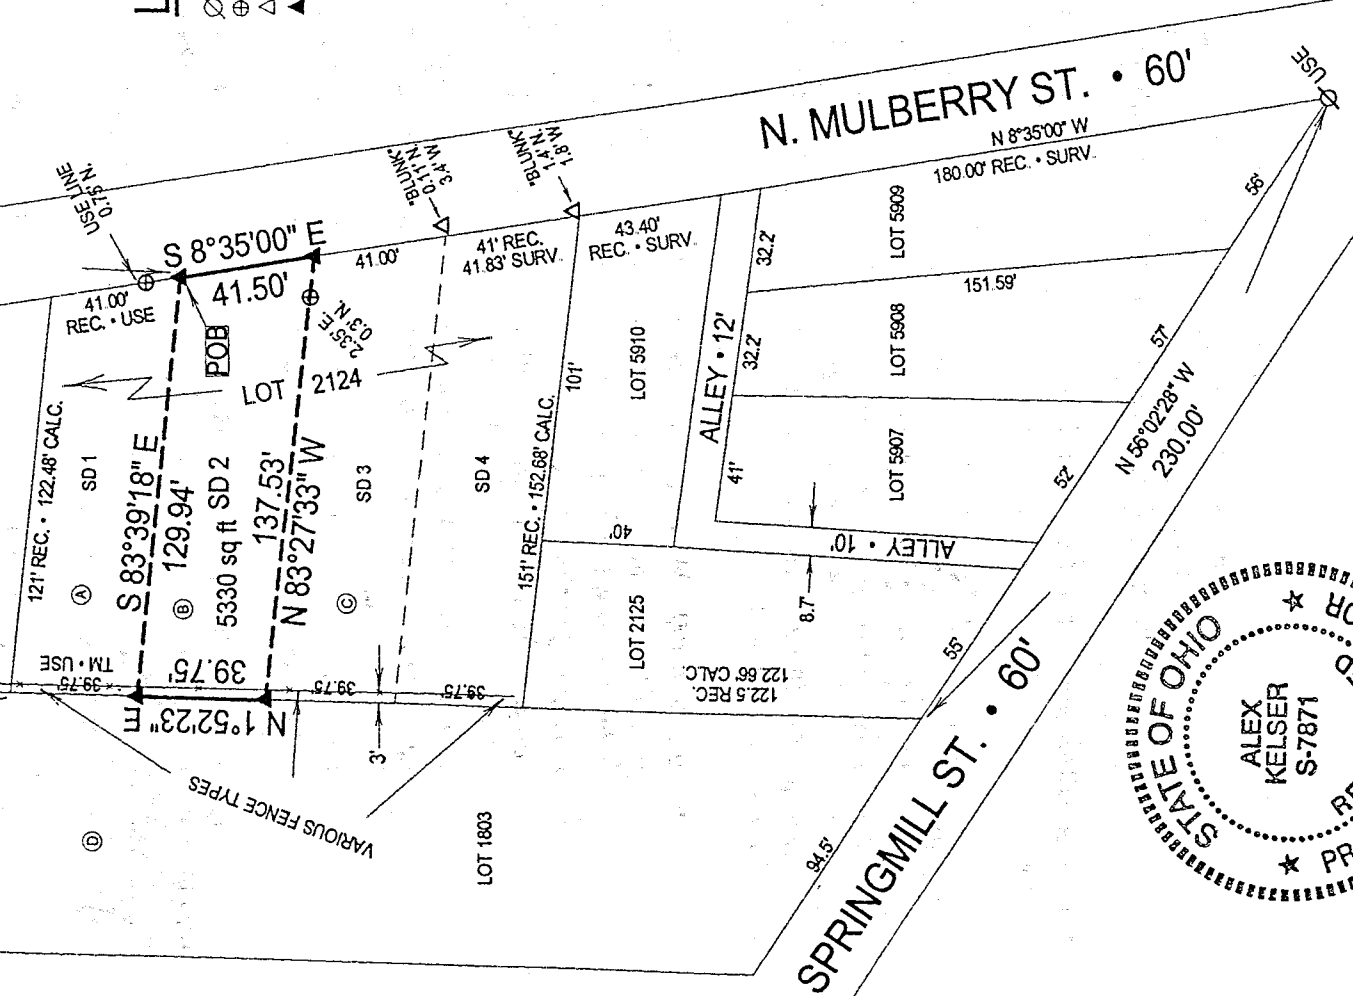 L
N. MULBERRY ST. • 60'
USE
N 8°35'00" W
180.00' REC. • SURV.
USE LINE
0.75' N.
"BLUNK"
0.11' N.
3.4' W.
"BLUNK"
1.4' N.
1.8' W.
S 8°35'00" E
41.50'
41.00'
REC. • USE
41.00'
41' REC.
41.83' SURV.
43.40'
REC. • SURV.
2.35' E.
0.3' N.
POB
LOT 2124
121' REC. • 122.48' CALC.
SD 1
A
S 83°39'18" E
129.94'
B
5330 sq ft SD 2
137.53'
N 83°27'33" W
SD 3
C
SD 4
151' REC. • 152.68' CALC.
101'
LOT 5910
ALLEY • 12'
32.2'
32.2'
41'
LOT 5909
151.59'
LOT 5908
LOT 5907
56'
57'
52'
55'
94.5'
N 56°02'28" W
230.00'
40'
ALLEY • 10'
8.7'
LOT 2125
122.5 REC.
122.66' CALC.
TM • USE
39.75'
39.75'
39.75'
39.75'
N 1°52'23" E
3'
VARIOUS FENCE TYPES
D
LOT 1803
SPRINGMILL ST. • 60'
STATE OF OHIO
ALEX
KELSER
S-7871